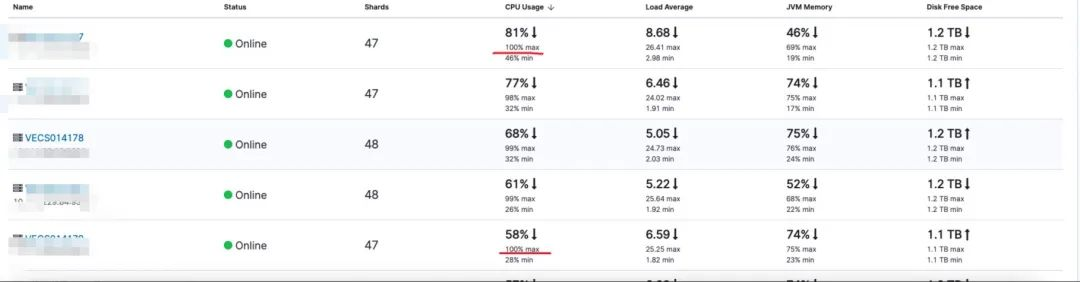 Name Status Shards CPU Usage ↓ Load Average JVM Memory Disk Free Space
Online 47 81%↓ 8.68↓ 46%↓ 1.2 TB↓
100% max 26.41 max 69% max 1.2 TB max
46% min 2.98 min 19% min 1.2 TB min
Online 47 77%↓ 6.46↓ 74%↓ 1.1 TB↑
98% max 24.02 max 75% max 1.1 TB max
32% min 1.91 min 17% min 1.1 TB min
VECS014178 Online 48 68%↓ 5.05↓ 75%↓ 1.2 TB↑
99% max 24.73 max 76% max 1.2 TB max
32% min 2.03 min 24% min 1.2 TB min
Online 48 61%↓ 5.22↓ 52%↓ 1.2 TB↓
99% max 25.64 max 68% max 1.2 TB max
26% min 1.92 min 22% min 1.2 TB min
Online 47 58%↓ 6.59↓ 74%↓ 1.1 TB↑
100% max 25.25 max 75% max 1.1 TB max
28% min 1.82 min 23% min 1.1 TB min